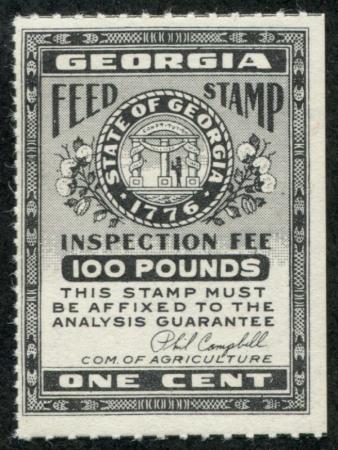 GEORGIA
FEED STAMP
STATE OF GEORGIA
1776
INSPECTION FEE
100 POUNDS
THIS STAMP MUST
BE AFFIXED TO THE
ANALYSIS GUARANTEE
Phil Campbell
COM. OF AGRICULTURE
ONE CENT